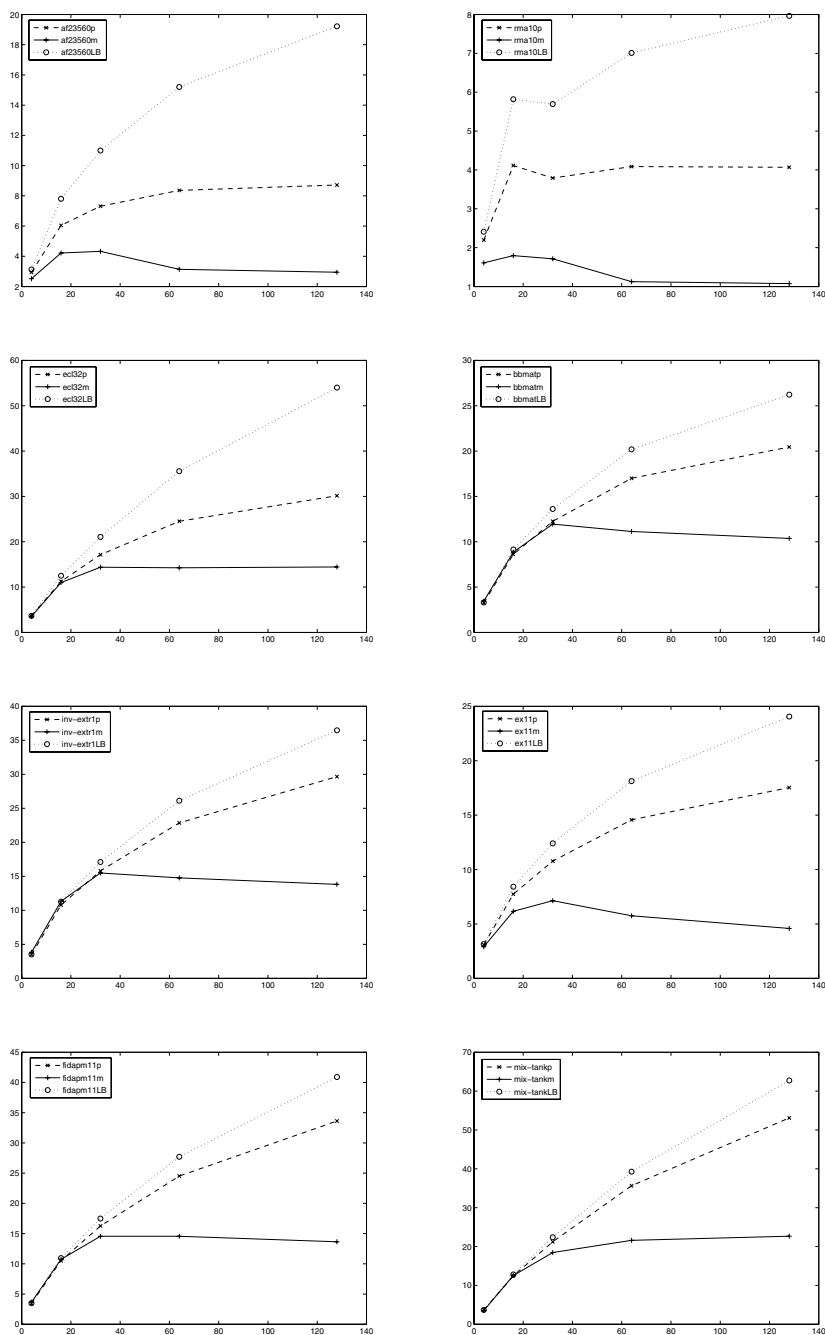 20
18
16
14
12
10
8
6
4
2
0 20 40 60 80 100 120 140
af23560p
af23560m
af23560LB
8
7
6
5
4
3
2
1
0 20 40 60 80 100 120 140
rma10p
rma10m
rma10LB
60
50
40
30
20
10
0
0 20 40 60 80 100 120 140
ecl32p
ecl32m
ecl32LB
30
25
20
15
10
5
0
0 20 40 60 80 100 120 140
bbmatp
bbmatm
bbmatLB
40
35
30
25
20
15
10
5
0
0 20 40 60 80 100 120 140
inv−extr1p
inv−extr1m
inv−extr1LB
25
20
15
10
5
0
0 20 40 60 80 100 120 140
ex11p
ex11m
ex11LB
45
40
35
30
25
20
15
10
5
0
0 20 40 60 80 100 120 140
fidapm11p
fidapm11m
fidapm11LB
70
60
50
40
30
20
10
0
0 20 40 60 80 100 120 140
mix−tankp
mix−tankm
mix−tankLB